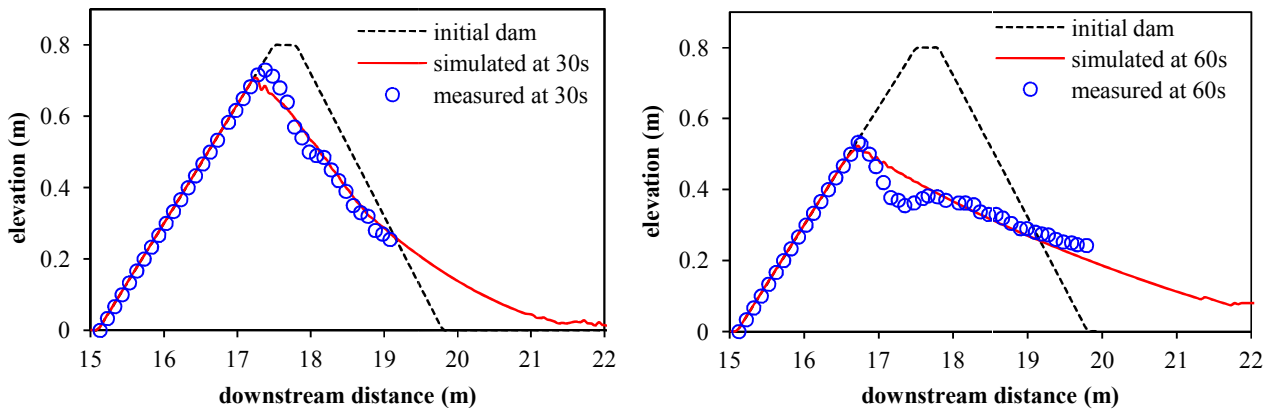 0.8
0.6
0.4
0.2
0
elevation (m)
initial dam
simulated at 30s
measured at 30s
15 16 17 18 19 20 21 22
downstream distance (m)
0.8
0.6
0.4
0.2
0
elevation (m)
initial dam
simulated at 60s
measured at 60s
15 16 17 18 19 20 21 22
downstream distance (m)